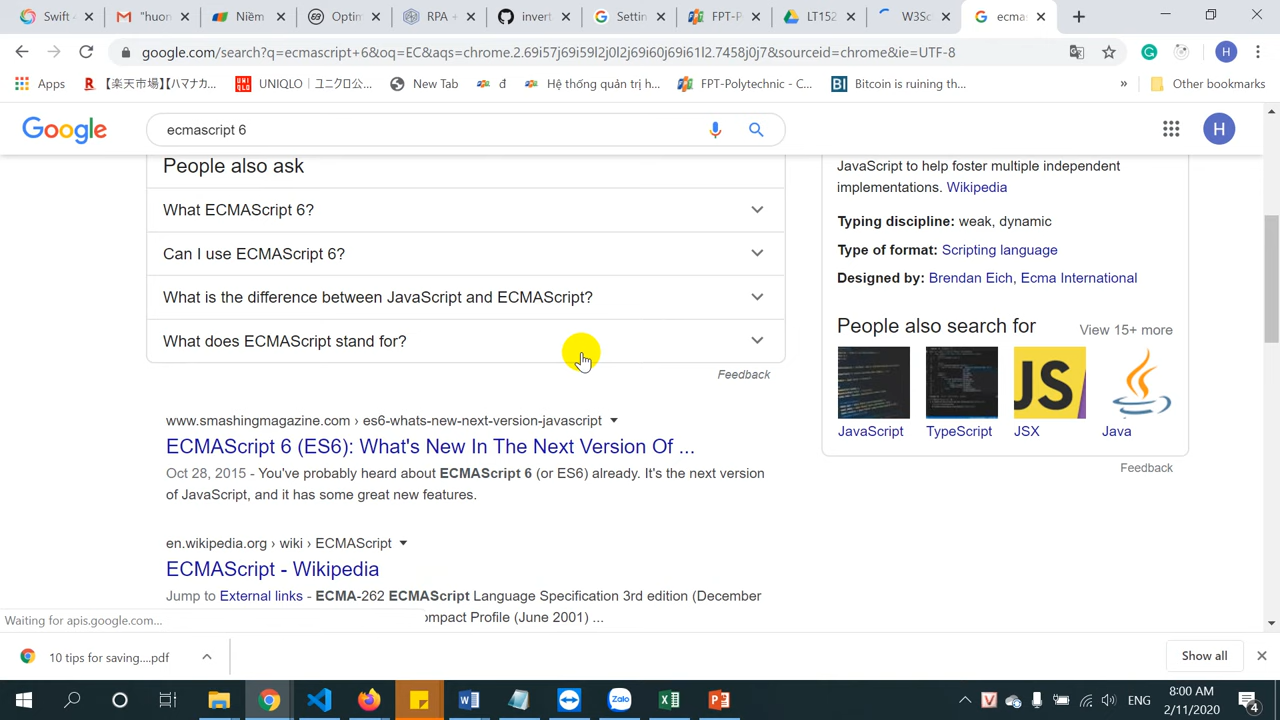 Swift 4
"huon
Niềm
Optim
RPA +
inven
Settin
FPT-P
LT152
W3Sc
ecma
google.com/search?q=ecmascript+6&oq=EC&aqs=chrome.2.69i57j69i59l2j0l2j69i60j69i61l2.7458j0j7&sourceid=chrome&ie=UTF-8
H
Apps
【楽天市場】【ハマナカ...
UNIQLO｜ユニクロ公...
New Tab
đ
Hệ thống quản trị h...
FPT-Polytechnic - C...
Bitcoin is ruining th...
»
Other bookmarks
Google
ecmascript 6
H
People also ask
What ECMAScript 6?
Can I use ECMAScript 6?
What is the difference between JavaScript and ECMAScript?
What does ECMAScript stand for?
Feedback
www.smashingmagazine.com › es6-whats-new-next-version-javascript
ECMAScript 6 (ES6): What's New In The Next Version Of ...
Oct 28, 2015 - You've probably heard about ECMAScript 6 (or ES6) already. It's the next version
of JavaScript, and it has some great new features.
en.wikipedia.org › wiki › ECMAScript
ECMAScript - Wikipedia
Jump to External links - ECMA-262 ECMAScript Language Specification 3rd edition (December
ompact Profile (June 2001) ...
JavaScript to help foster multiple independent
implementations. Wikipedia
Typing discipline: weak, dynamic
Type of format: Scripting language
Designed by: Brendan Eich, Ecma International
People also search for
View 15+ more
JS
JavaScript
TypeScript
JSX
Java
Feedback
Waiting for apis.google.com...
10 tips for saving....pdf
Show all
Zalo
ENG
8:00 AM
2/11/2020
4